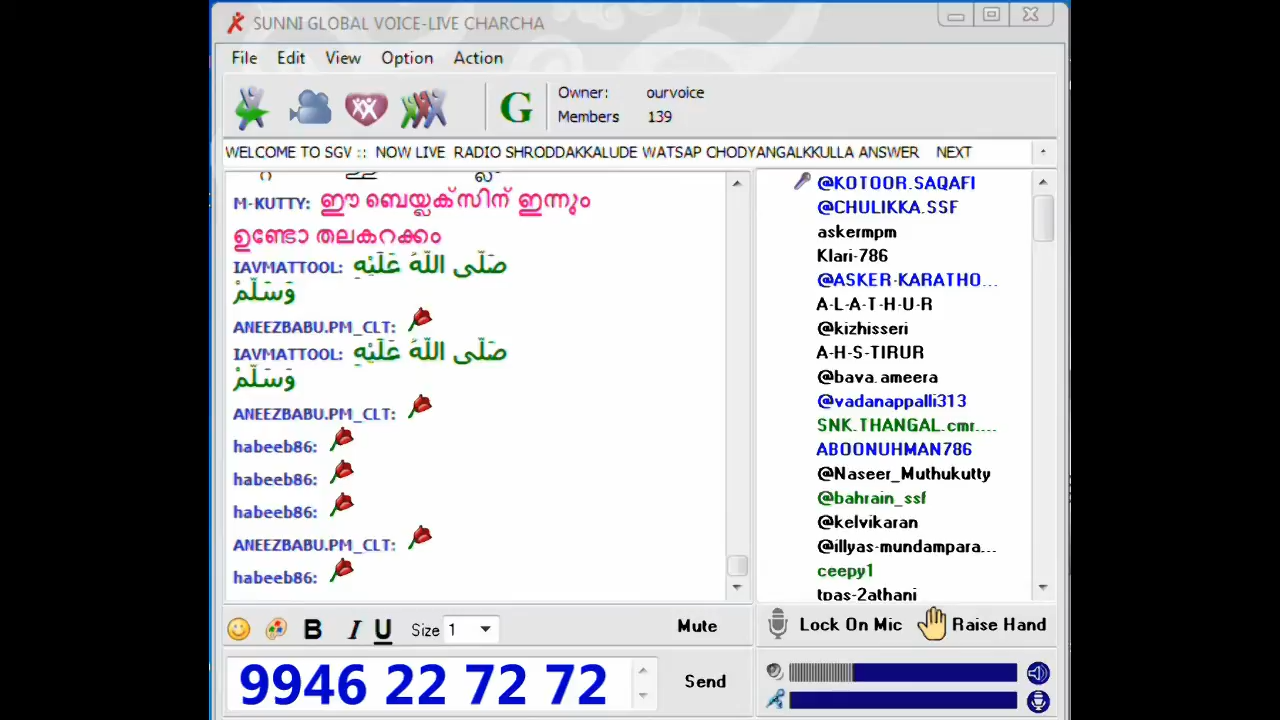 SUNNI GLOBAL VOICE-LIVE CHARCHA
File Edit View Option Action
G
Owner: ourvoice
Members 139
WELCOME TO SGV :: NOW LIVE RADIO SHRODDAKKALUDE WATSAP CHODYANGALKKULLA ANSWER NEXT
M-KUTTY: ഈ ബെയ്ലക്സിന് ഇന്നും
ഉണ്ടോ തലകറക്കം
IAVMATTOOL: صَلَّى اللَّهُ عَلَيْهِ
وَسَلَّمْ
ANEEZBABU.PM_CLT:
IAVMATTOOL: صَلَّى اللَّهُ عَلَيْهِ
وَسَلَّمْ
ANEEZBABU.PM_CLT:
habeeb86:
habeeb86:
habeeb86:
ANEEZBABU.PM_CLT:
habeeb86:
@KOTOOR.SAQAFI
@CHULIKKA.SSF
askermpm
Klari-786
@ASKER-KARATHO...
A-L-A-T-H-U-R
@kizhisseri
A-H-S-TIRUR
@bava.ameera
@vadanappalli313
SNK.THANGAL.cmr....
ABOONUHMAN786
@Naseer_Muthukutty
@bahrain_ssf
@kelvikaran
@illyas-mundampara...
ceepy1
tpas-2athani
B I U Size 1 Mute
Lock On Mic Raise Hand
9946 22 72 72
Send